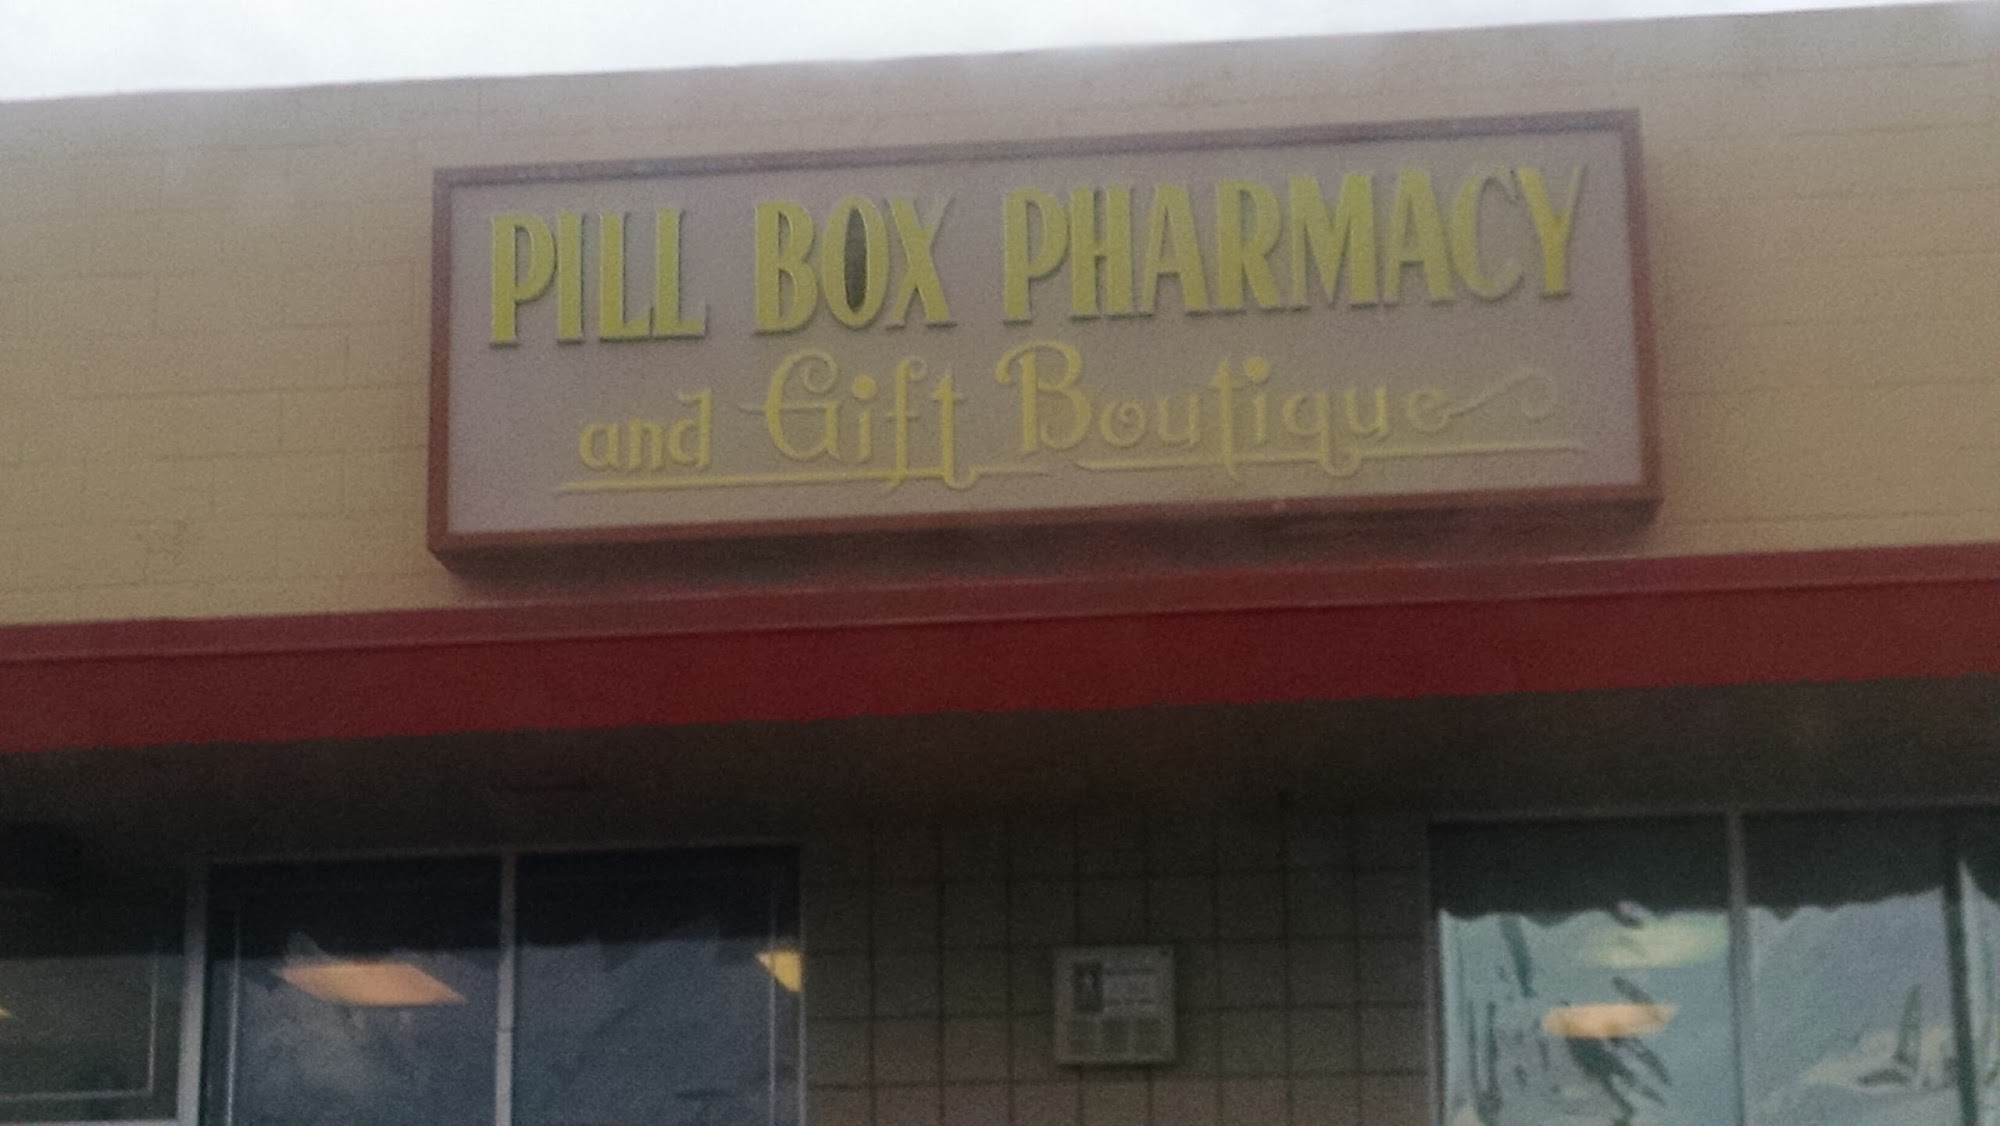 PILL BOX PHARMACY
and Gift Boutique